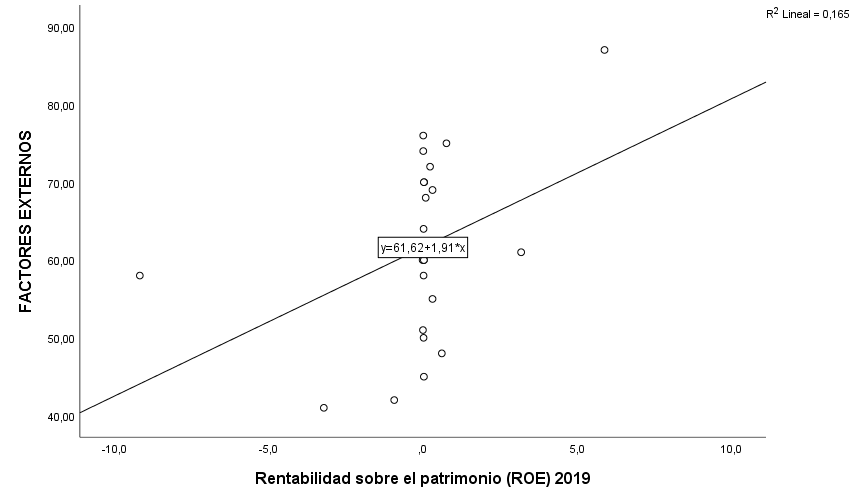 R2 Lineal = 0,165
90,00
80,00
70,00
60,00
50,00
40,00
FACTORES EXTERNOS
y=61,62+1,91*x
-10,0
-5,0
,0
5,0
10,0
Rentabilidad sobre el patrimonio (ROE) 2019